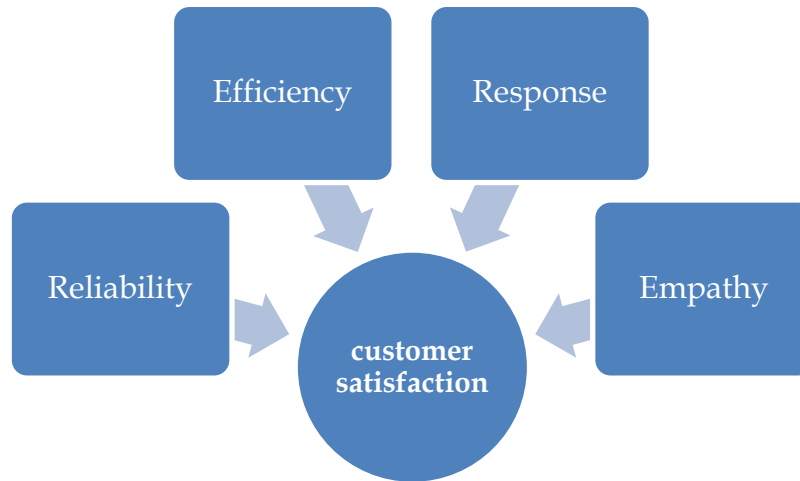 Efficiency
Response
Reliability
Empathy
customer
satisfaction